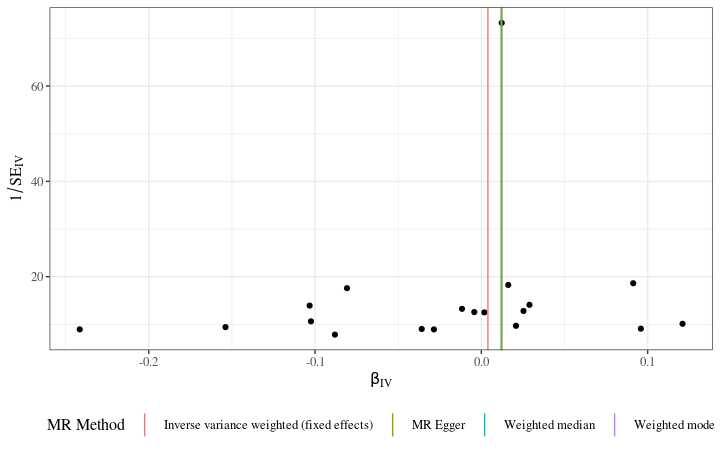 60
40
20
1/SE_IV
-0.2
-0.1
0.0
0.1
β_IV
MR Method Inverse variance weighted (fixed effects) MR Egger Weighted median Weighted mode